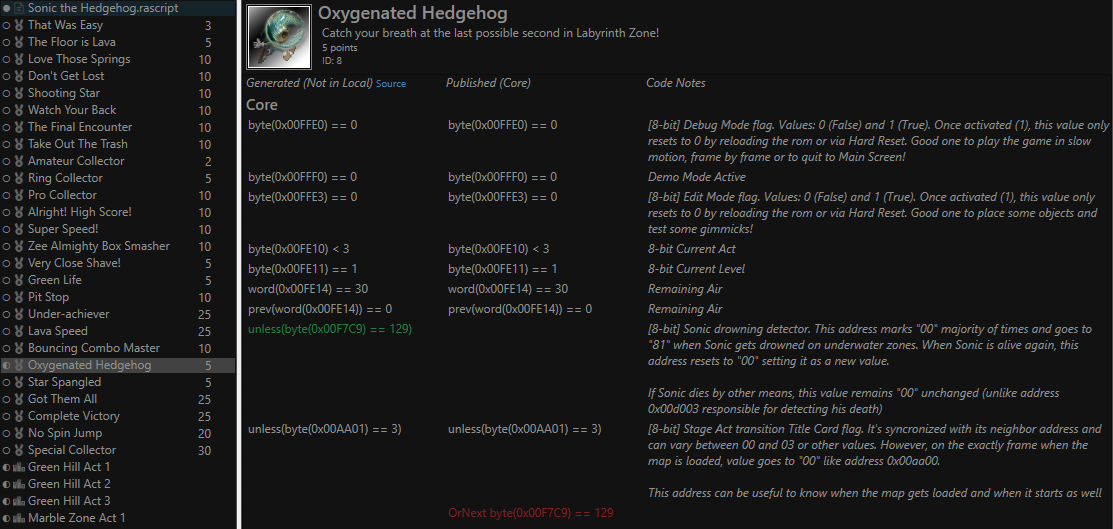 Sonic the Hedgehog.rascript
That Was Easy 3
The Floor is Lava 5
Love Those Springs 10
Don't Get Lost 10
Shooting Star 10
Watch Your Back 10
The Final Encounter 10
Take Out The Trash 10
Amateur Collector 2
Ring Collector 5
Pro Collector 10
Alright! High Score! 10
Super Speed! 10
Zee Almighty Box Smasher 10
Very Close Shave! 5
Green Life 5
Pit Stop 10
Under-achiever 25
Lava Speed 25
Bouncing Combo Master 10
Oxygenated Hedgehog 5
Star Spangled 5
Got Them All 25
Complete Victory 25
No Spin Jump 20
Special Collector 30
Green Hill Act 1
Green Hill Act 2
Green Hill Act 3
Marble Zone Act 1
Oxygenated Hedgehog
Catch your breath at the last possible second in Labyrinth Zone!
5 points
ID: 8
Generated (Not in Local) Source Published (Core) Code Notes
Core
byte(0x00FFE0) == 0 byte(0x00FFE0) == 0 [8-bit] Debug Mode flag. Values: 0 (False) and 1 (True). Once activated (1), this value only
resets to 0 by reloading the rom or via Hard Reset. Good one to play the game in slow
motion, frame by frame or to quit to Main Screen!
byte(0x00FFF0) == 0 byte(0x00FFF0) == 0 Demo Mode Active
byte(0x00FFE3) == 0 byte(0x00FFE3) == 0 [8-bit] Edit Mode flag. Values: 0 (False) and 1 (True). Once activated (1), this value only
resets to 0 by reloading the rom or via Hard Reset. Good one to place some objects and
test some gimmicks!
byte(0x00FE10) < 3 byte(0x00FE10) < 3 8-bit Current Act
byte(0x00FE11) == 1 byte(0x00FE11) == 1 8-bit Current Level
word(0x00FE14) == 30 word(0x00FE14) == 30 Remaining Air
prev(word(0x00FE14)) == 0 prev(word(0x00FE14)) == 0 Remaining Air
unless(byte(0x00F7C9) == 129) [8-bit] Sonic drowning detector. This address marks "00" majority of times and goes to
"81" when Sonic gets drowned on underwater zones. When Sonic is alive again, this
address resets to "00" setting it as a new value.
If Sonic dies by other means, this value remains "00" unchanged (unlike address
0x00d003 responsible for detecting his death)
unless(byte(0x00AA01) == 3) unless(byte(0x00AA01) == 3) [8-bit] Stage Act transition Title Card flag. It's syncronized with its neighbor address and
can vary between 00 and 03 or other values. However, on the exactly frame when the
map is loaded, value goes to "00" like address 0x00aa00.
This address can be useful to know when the map gets loaded and when it starts as well
OrNext byte(0x00F7C9) == 129